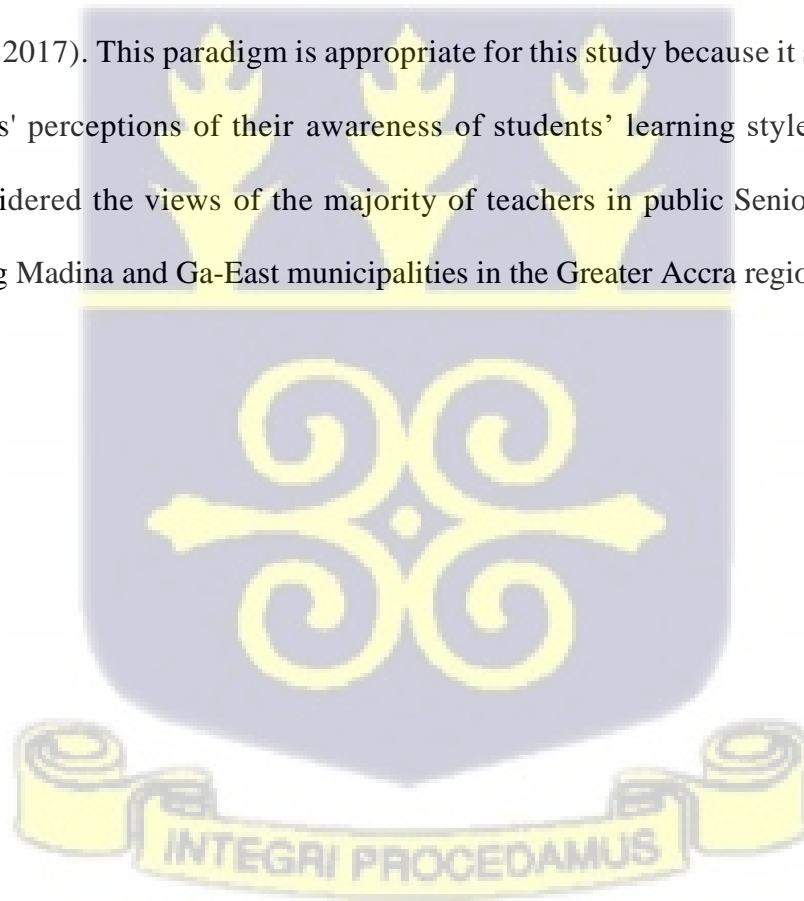 2017). This paradigm is appropriate for this study because it
s' perceptions of their awareness of students’ learning style
idered the views of the majority of teachers in public Senio
g Madina and Ga-East municipalities in the Greater Accra regio
INTEGRI PROCEDAMUS